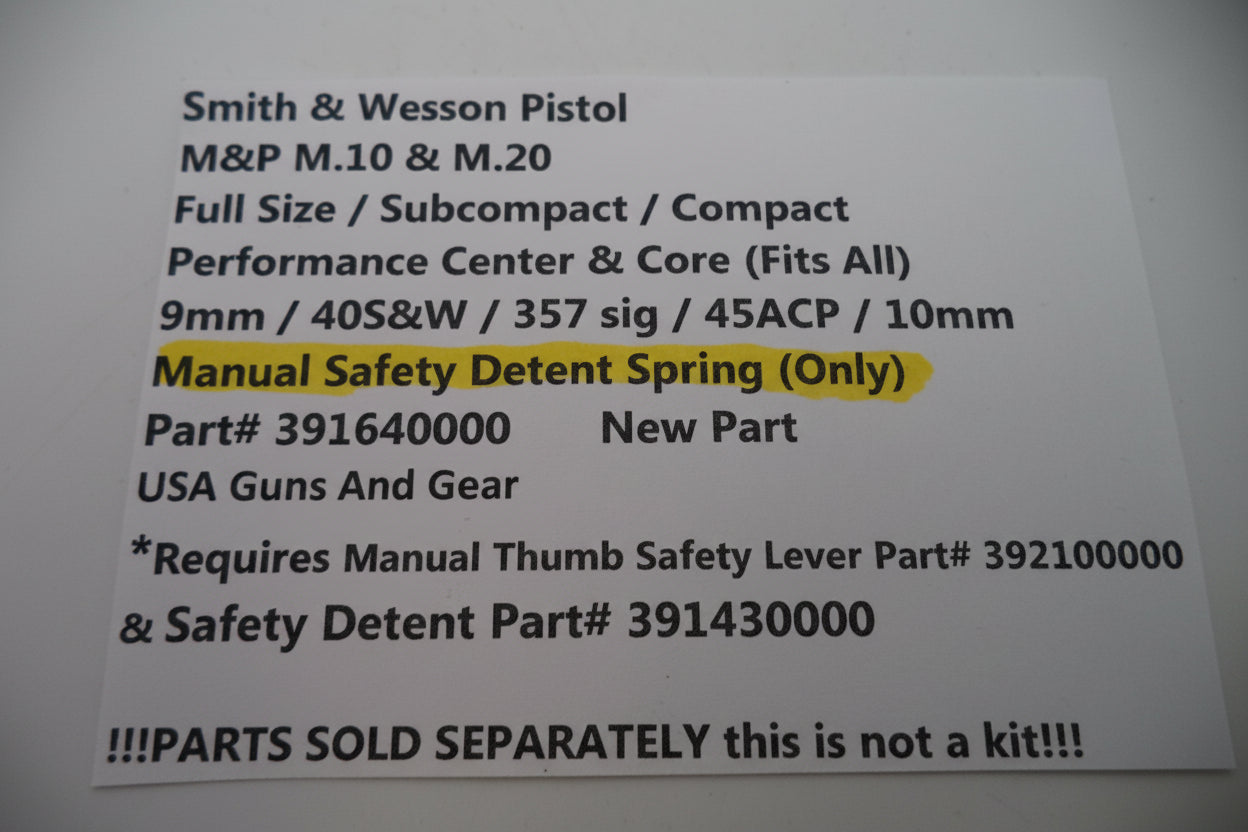 Smith & Wesson Pistol
M&P M.10 & M.20
Full Size / Subcompact / Compact
Performance Center & Core (Fits All)
9mm / 40S&W / 357 sig / 45ACP / 10mm
Manual Safety Detent Spring (Only)
Part# 391640000 New Part
USA Guns And Gear
*Requires Manual Thumb Safety Lever Part# 392100000
& Safety Detent Part# 391430000
!!!PARTS SOLD SEPARATELY this is not a kit!!!